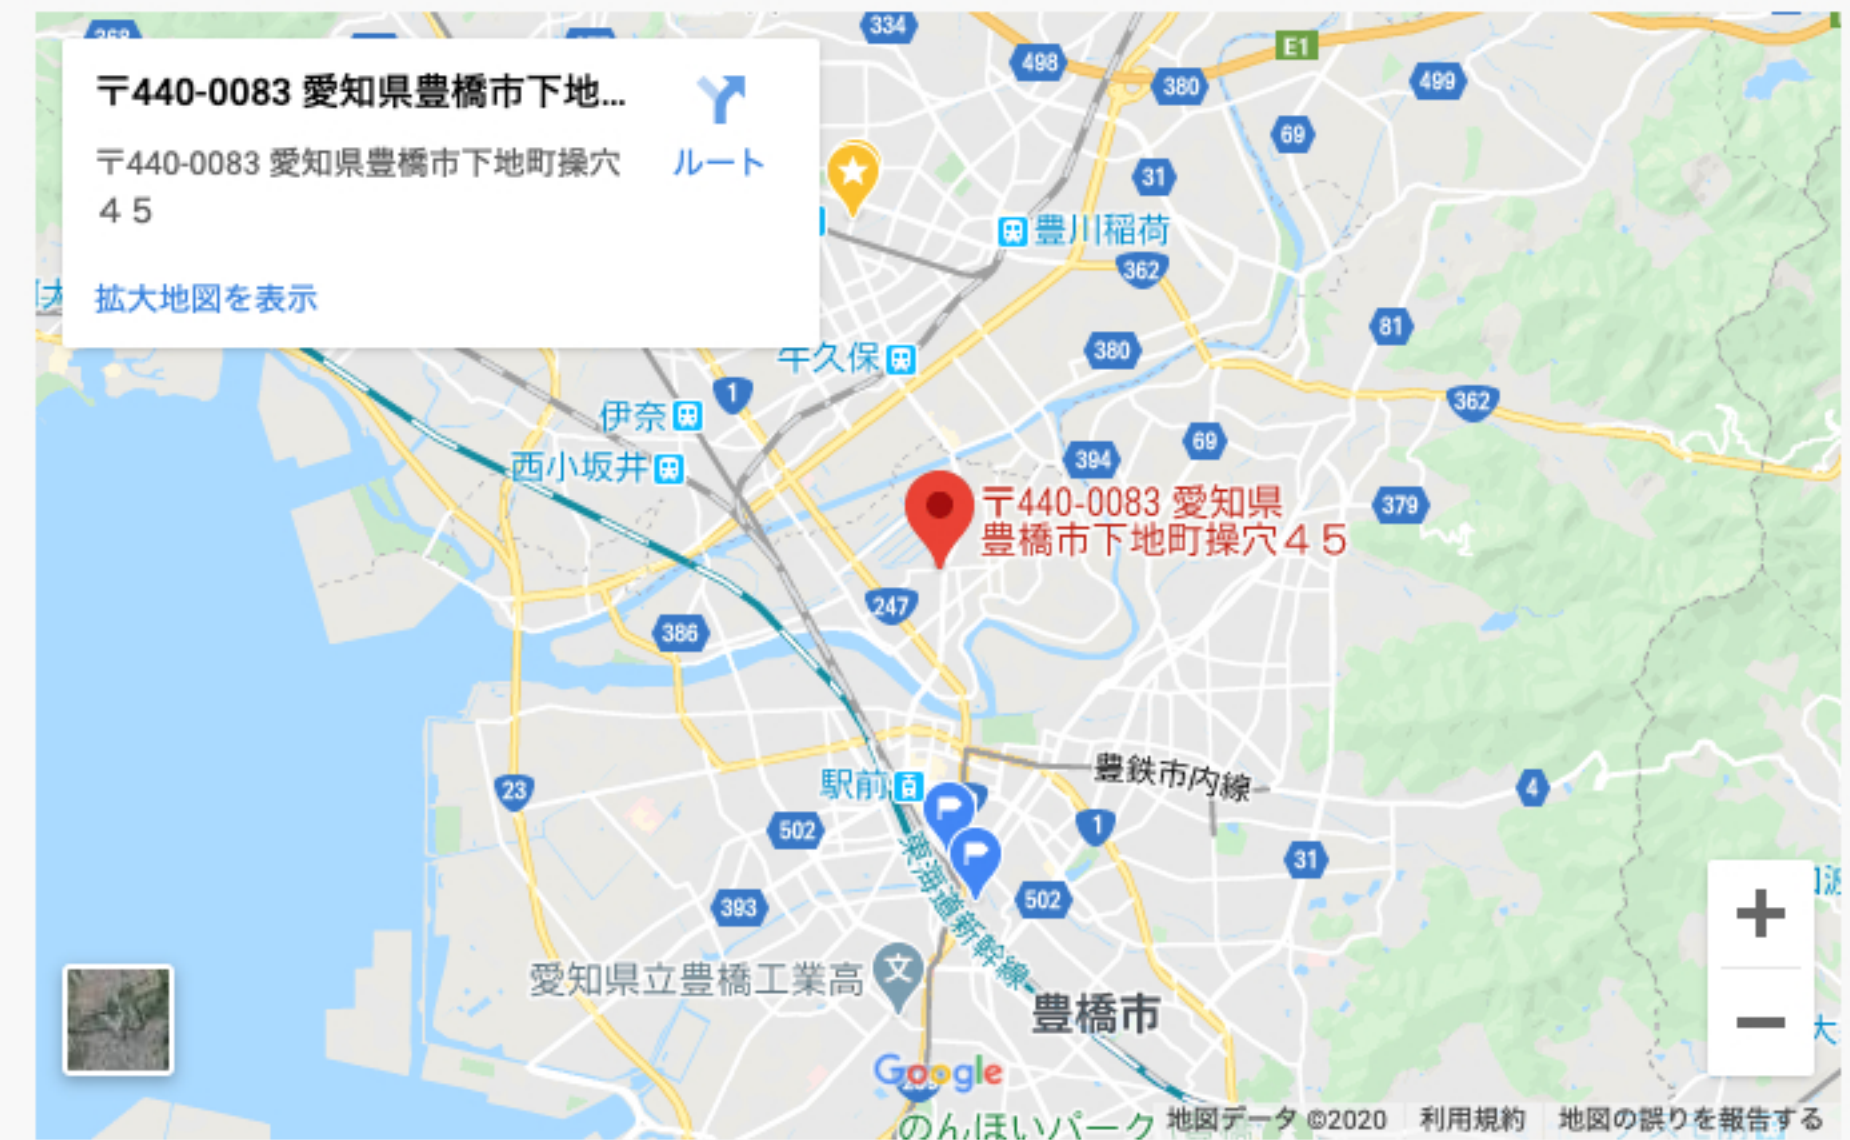 368
334
498
E1
380
499
〒440-0083 愛知県豊橋市下地...
ルート
〒440-0083 愛知県豊橋市下地町操穴
４５
拡大地図を表示
69
31
豊川稲荷
362
81
380
牛久保
1
362
伊奈
69
西小坂井
394
379
〒440-0083 愛知県
豊橋市下地町操穴４５
247
386
豊鉄市内線
駅前
23
4
502
1
31
東海道新幹線
502
393
文
愛知県立豊橋工業高
豊橋市
Google
のんほいパーク
地図データ ©2020
利用規約
地図の誤りを報告する